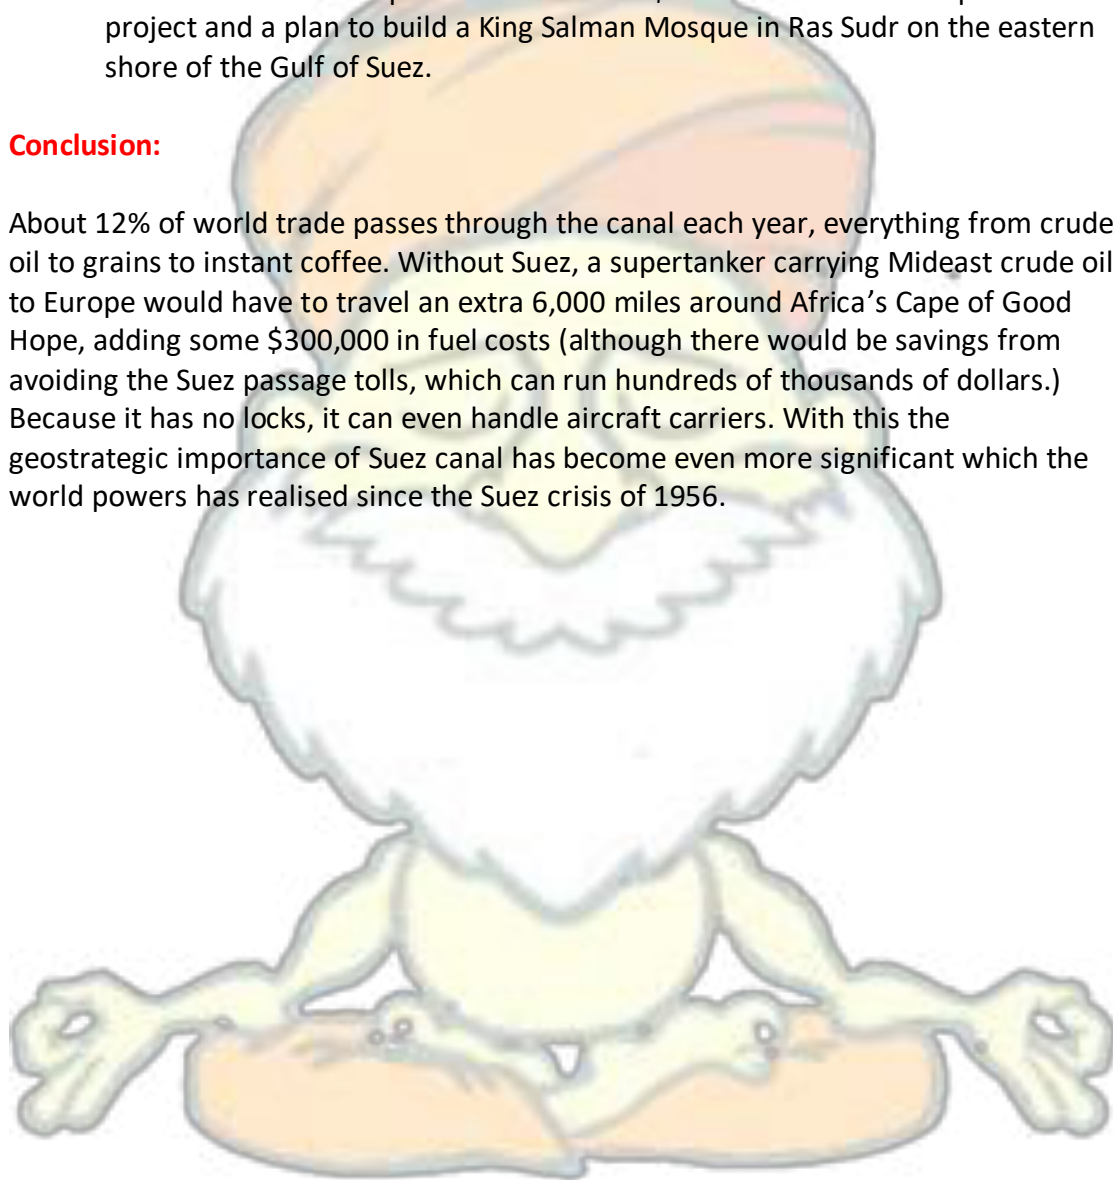 project and a plan to build a King Salman Mosque in Ras Sudr on the eastern
shore of the Gulf of Suez.
Conclusion:
About 12% of world trade passes through the canal each year, everything from crude
oil to grains to instant coffee. Without Suez, a supertanker carrying Mideast crude oil
to Europe would have to travel an extra 6,000 miles around Africa’s Cape of Good
Hope, adding some $300,000 in fuel costs (although there would be savings from
avoiding the Suez passage tolls, which can run hundreds of thousands of dollars.)
Because it has no locks, it can even handle aircraft carriers. With this the
geostrategic importance of Suez canal has become even more significant which the
world powers has realised since the Suez crisis of 1956.